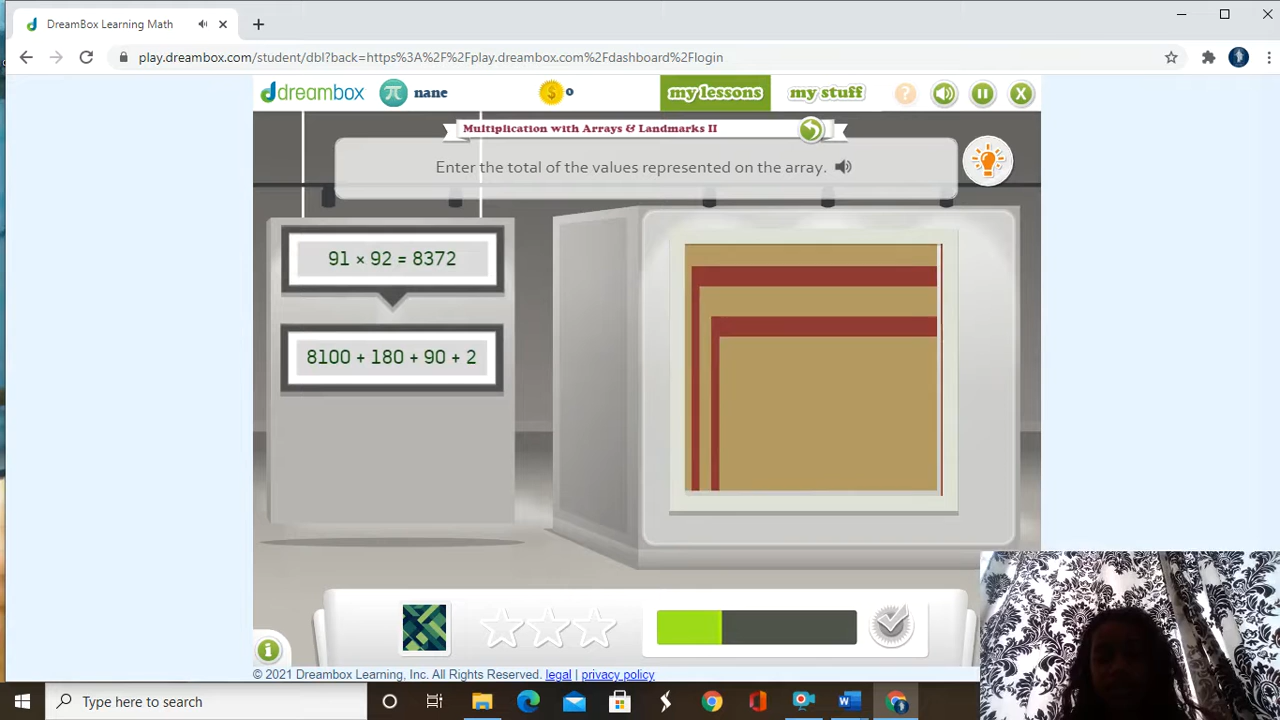 DreamBox Learning Math
play.dreambox.com/student/dbl?back=https%3A%2F%2Fplay.dreambox.com%2Fdashboard%2Flogin
dreambox
π
nane
$ 0
my lessons
my stuff
?
X
Multiplication with Arrays & Landmarks II
Enter the total of the values represented on the array.
91 × 92 = 8372
8100 + 180 + 90 + 2
i
© 2021 Dreambox Learning, Inc. All Rights Reserved. legal | privacy policy
Type here to search